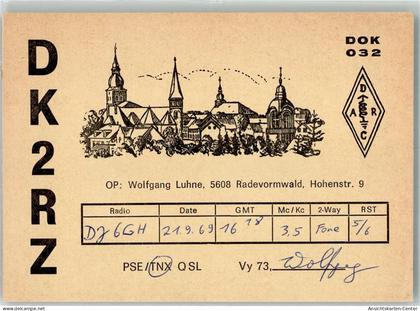 DK2RZ
DOK
032
D
A R
C
OP: Wolfgang Luhne, 5608 Radevormwald, Hohenstr. 9
Radio Date GMT Mc/Kc 2-Way RST
DJ6GH 21.9.69 16 18 3,5 Fone 5/6
PSE/TNX QSL Vy 73, Wolfgang
Ansichtskarten-Center.de